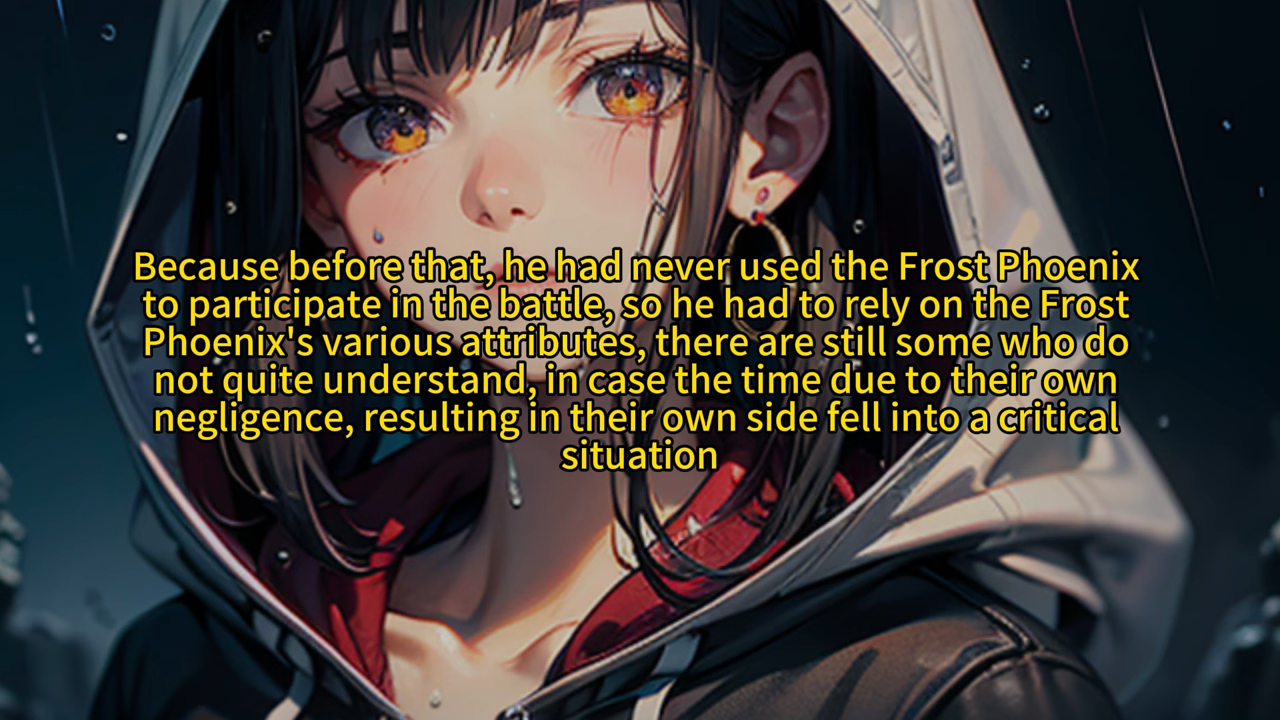 Because before that, he had never used the Frost Phoenix
to participate in the battle, so he had to rely on the Frost
Phoenix's various attributes, there are still some who do
not quite understand, in case the time due to their own
negligence, resulting in their own side fell into a critical
situation